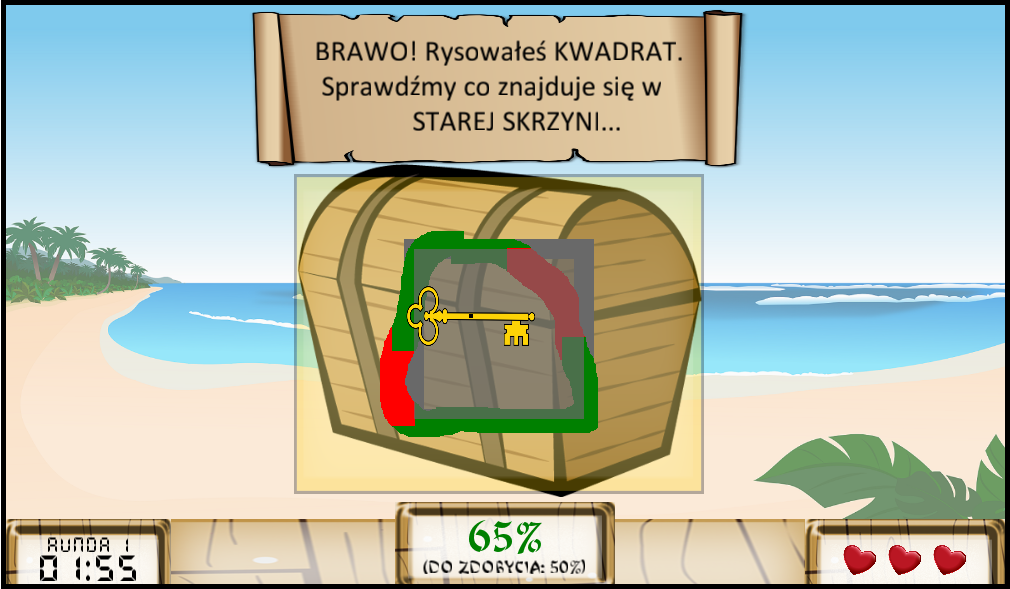 BRAWO! Rysowałeś KWADRAT.
Sprawdźmy co znajduje się w
STAREJ SKRZYNI...
65%
(DO ZDOBYCIA: 50%)
RUNDA 1
01:55